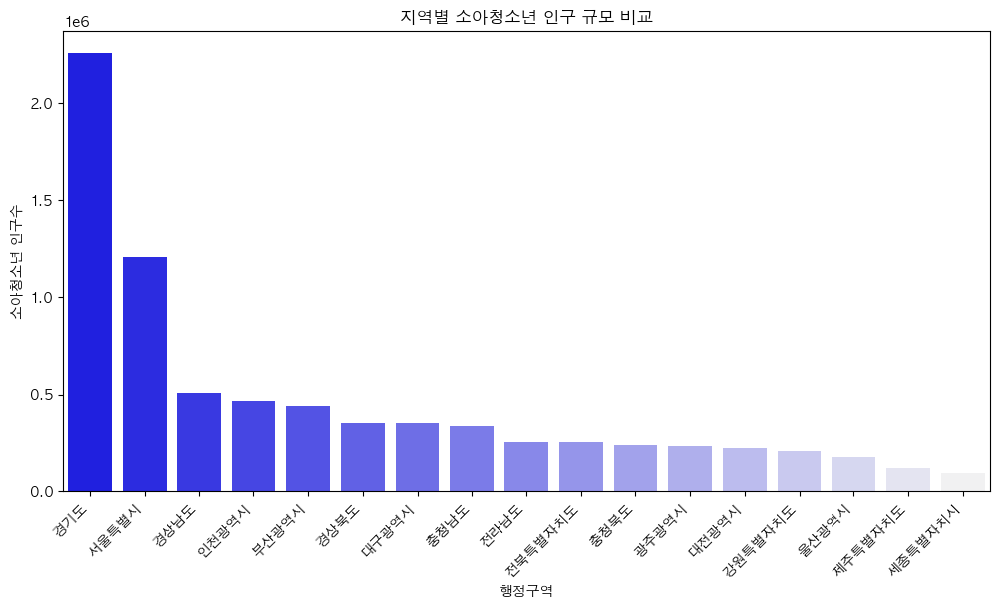 지역별 소아청소년 인구 규모 비교
1e6
2.0
1.5
1.0
0.5
0.0
소아청소년 인구수
경기도
서울특별시
경상남도
인천광역시
부산광역시
경상북도
대구광역시
충청남도
전라남도
전북특별자치도
충청북도
광주광역시
대전광역시
강원특별자치도
울산광역시
제주특별자치도
세종특별자치시
행정구역